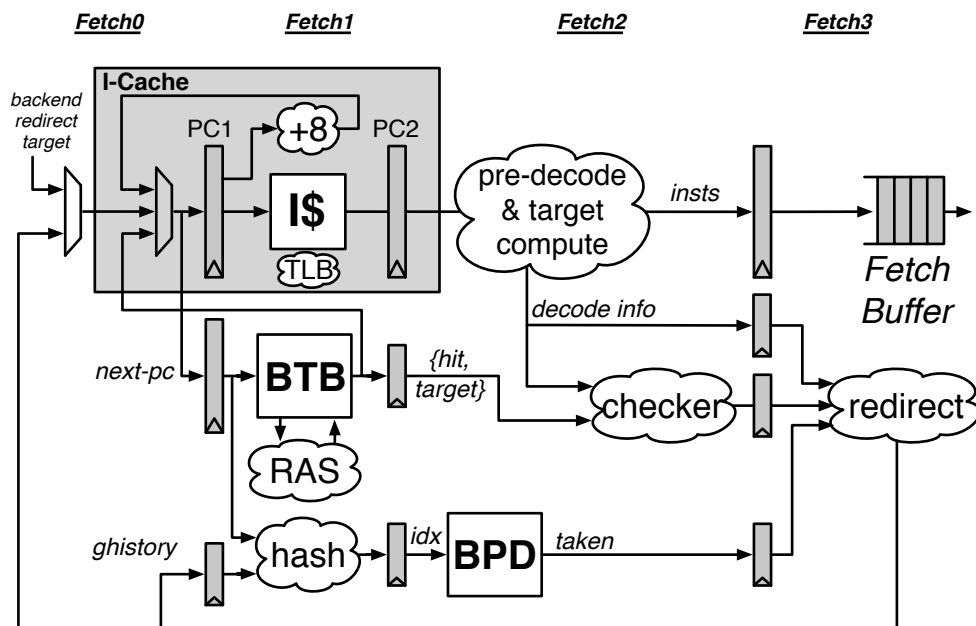 Fetch0
Fetch1
Fetch2
Fetch3
I-Cache
backend
redirect
target
PC1
+8
PC2
I$
TLB
pre-decode
& target
compute
insts
Fetch
Buffer
decode info
next-pc
BTB
{hit,
target}
checker
redirect
RAS
ghistory
hash
idx
BPD
taken